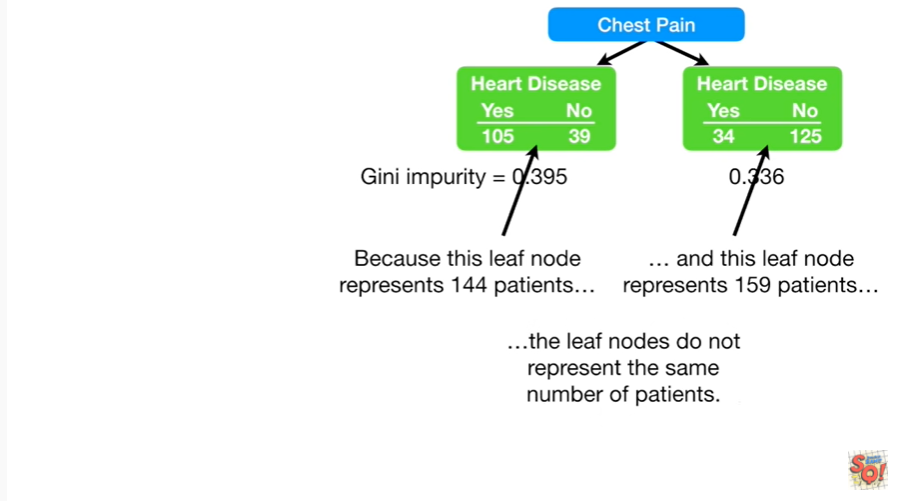 Chest Pain
Heart Disease
Yes No
105 39
Heart Disease
Yes No
34 125
Gini impurity = 0.395
0.336
Because this leaf node
represents 144 patients…
… and this leaf node
represents 159 patients…
…the leaf nodes do not
represent the same
number of patients.
SQ!